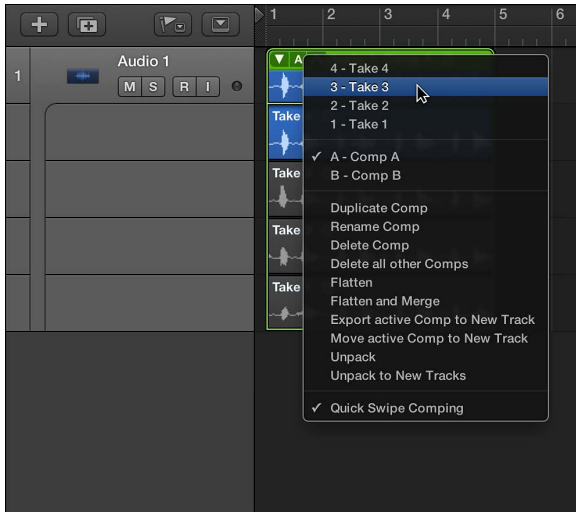 1 2 3 4 5 6
1
Audio 1
M S R I
A
Take
Take
Take
Take
4 - Take 4
3 - Take 3
2 - Take 2
1 - Take 1
✓ A - Comp A
B - Comp B
Duplicate Comp
Rename Comp
Delete Comp
Delete all other Comps
Flatten
Flatten and Merge
Export active Comp to New Track
Move active Comp to New Track
Unpack
Unpack to New Tracks
✓ Quick Swipe Comping